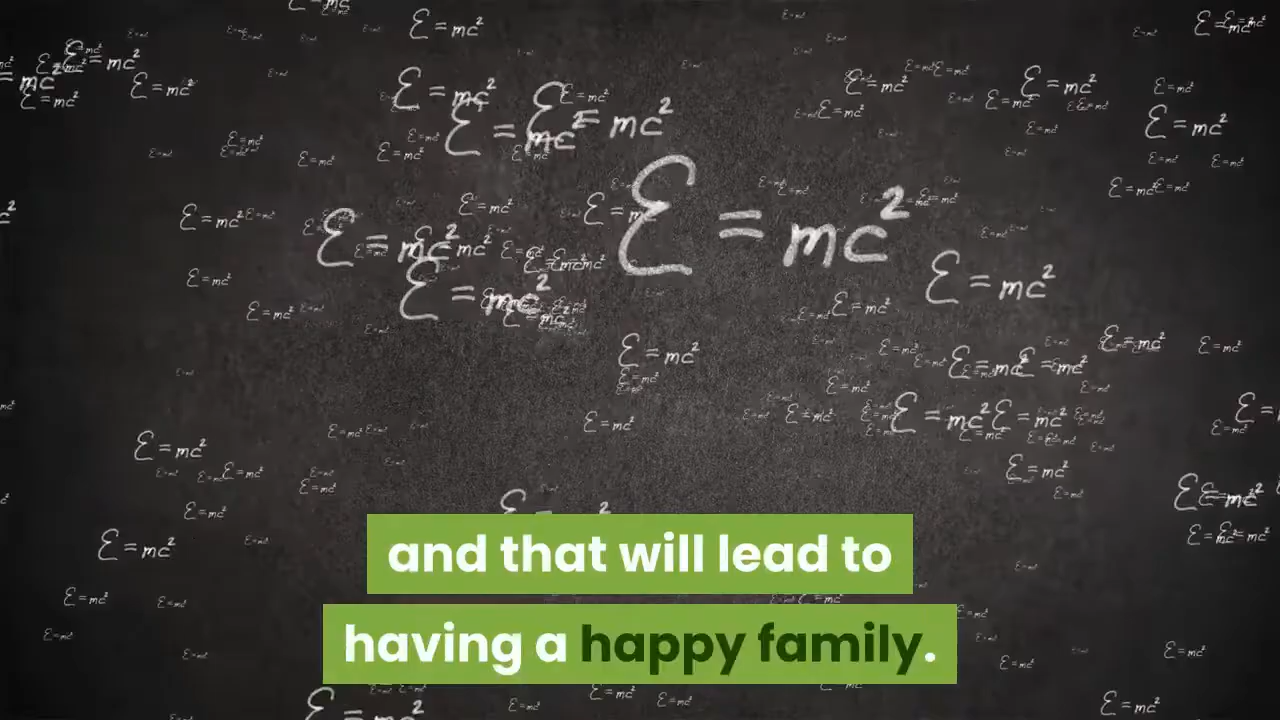 E = mc²
and that will lead to
having a happy family.